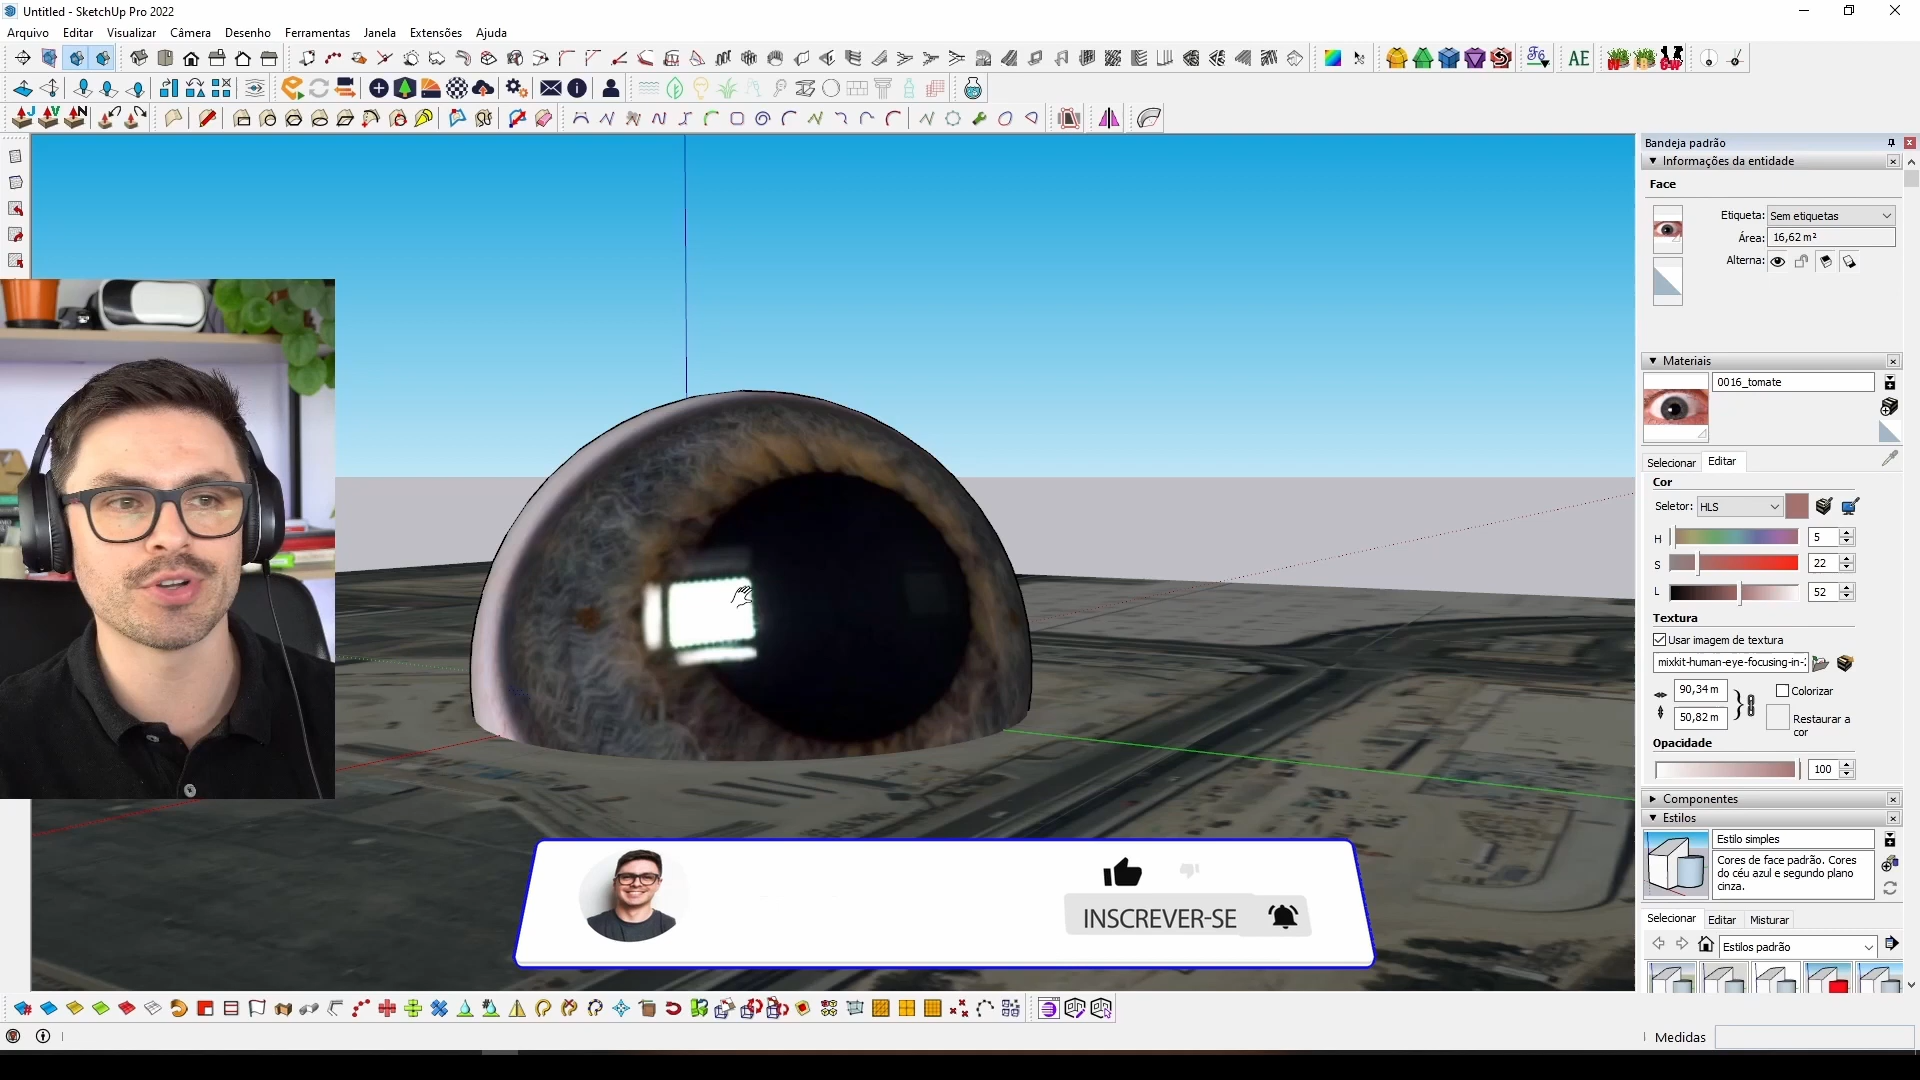 Untitled - SketchUp Pro 2022
Arquivo Editar Visualizar Câmera Desenho Ferramentas Janela Extensões Ajuda
AE
J V N
Bandeja padrão
Informações da entidade
Face
Etiqueta: Sem etiquetas
Área: 16,62 m²
Alterna:
Materiais
0016_tomate
Selecionar Editar
Cor
Seletor: HLS
H 5
S 22
L 52
Textura
Usar imagem de textura
mixkit-human-eye-focusing-in-
90,34 m
Colorizar
50,82 m
Restaurar a
cor
Opacidade
100
Componentes
Estilos
Estilo simples
Cores de face padrão. Cores
do céu azul e segundo plano
cinza.
Selecionar Editar Misturar
Estilos padrão
INSCREVER-SE
Medidas